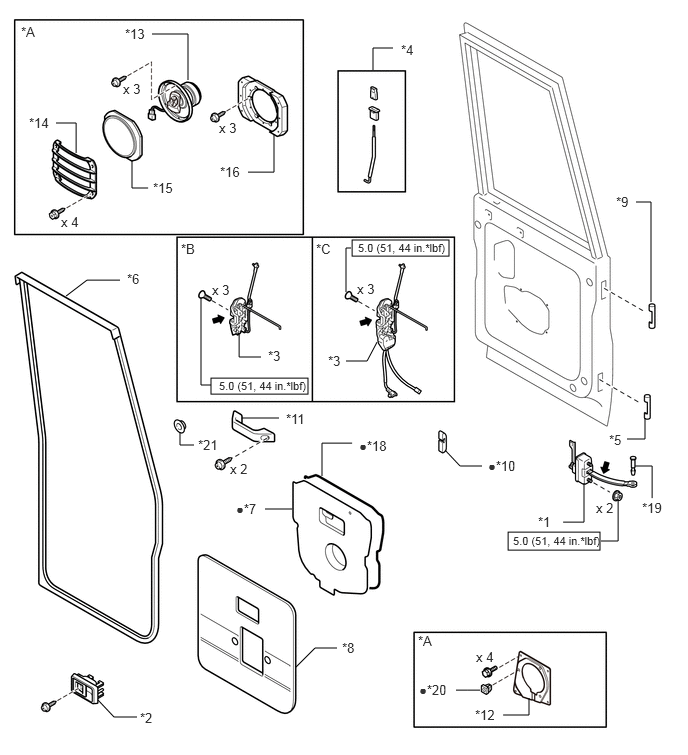 *A
*13
*4
x 3
*14
x 3
*16
*15
x 4
*9
*B
*C
5.0 (51, 44 in.*lbf)
*6
x 3
x 3
*3
*3
5.0 (51, 44 in.*lbf)
*11
*21
*5
x 2
*18
*10
*7
x 2
*19
*1
5.0 (51, 44 in.*lbf)
*A
*8
x 4
*20
*12
*2